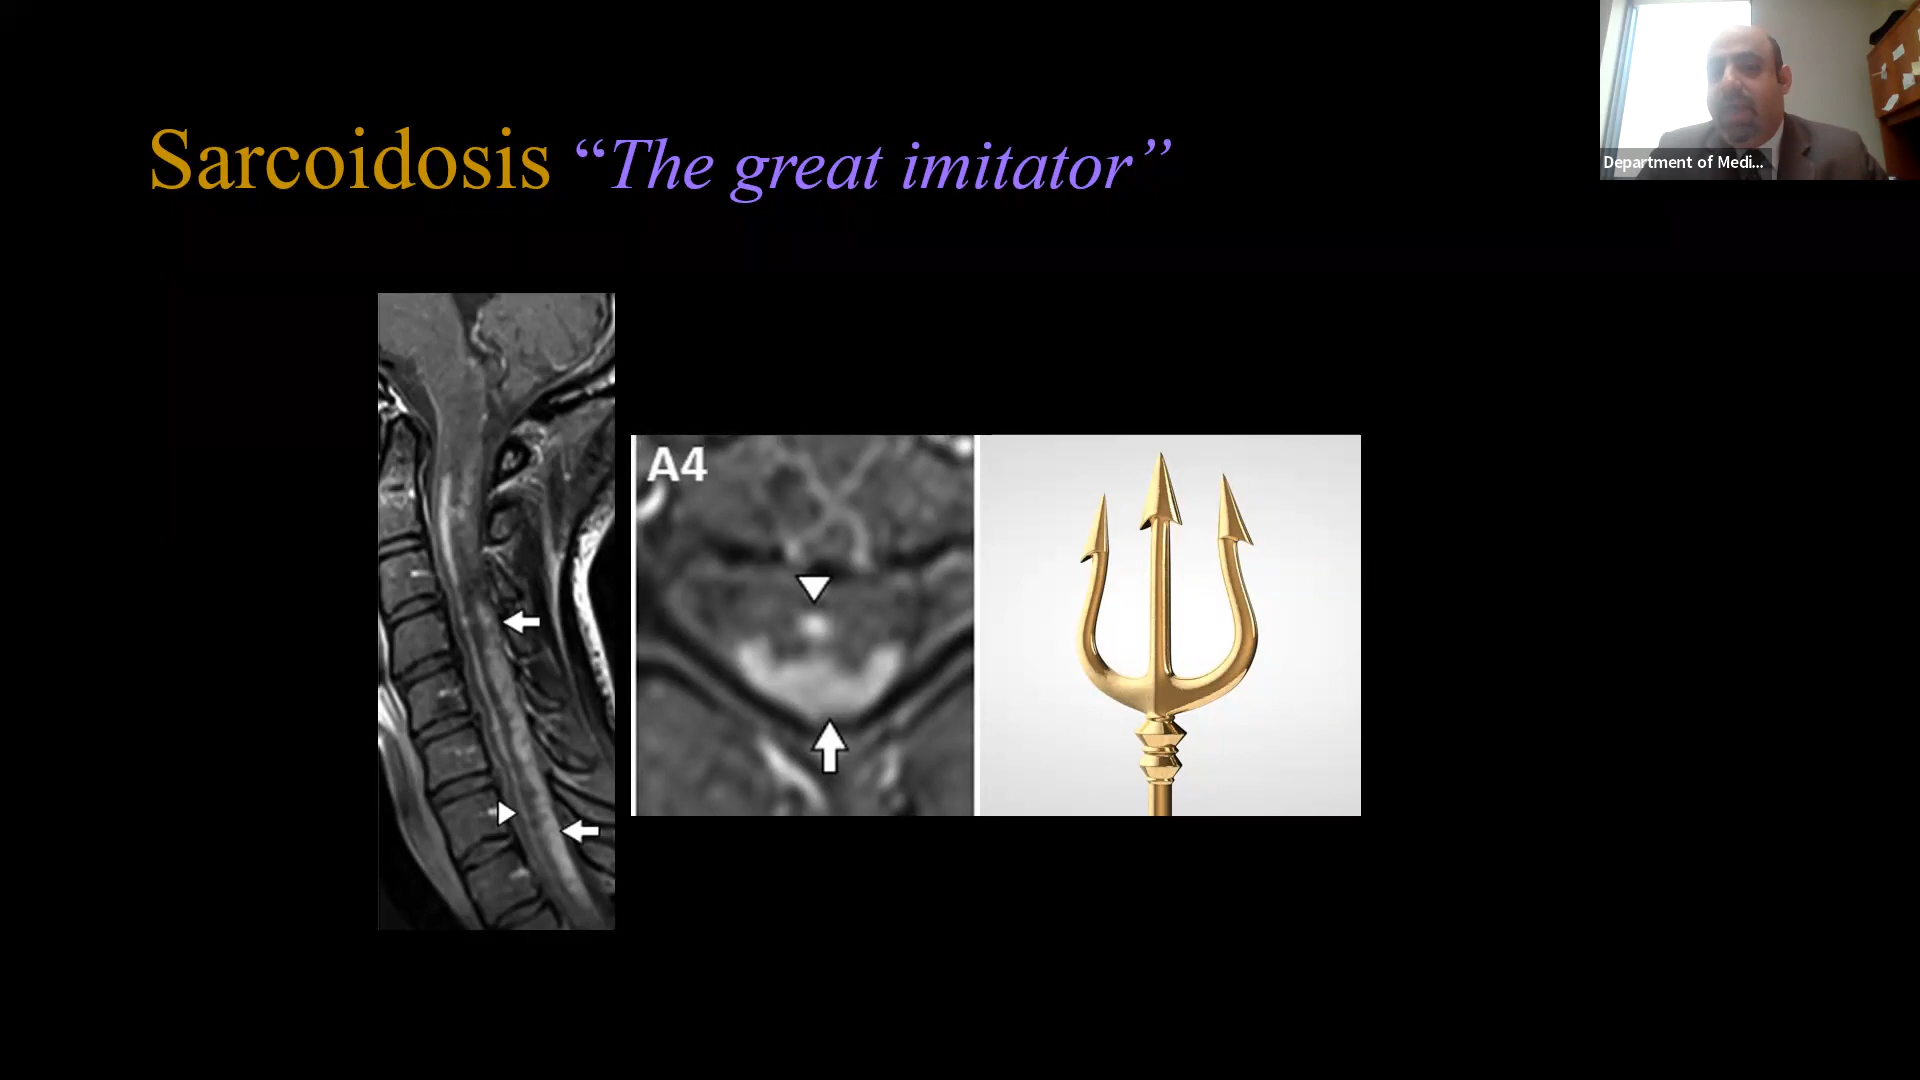 Sarcoidosis “The great imitator”
Department of Medi...
A4